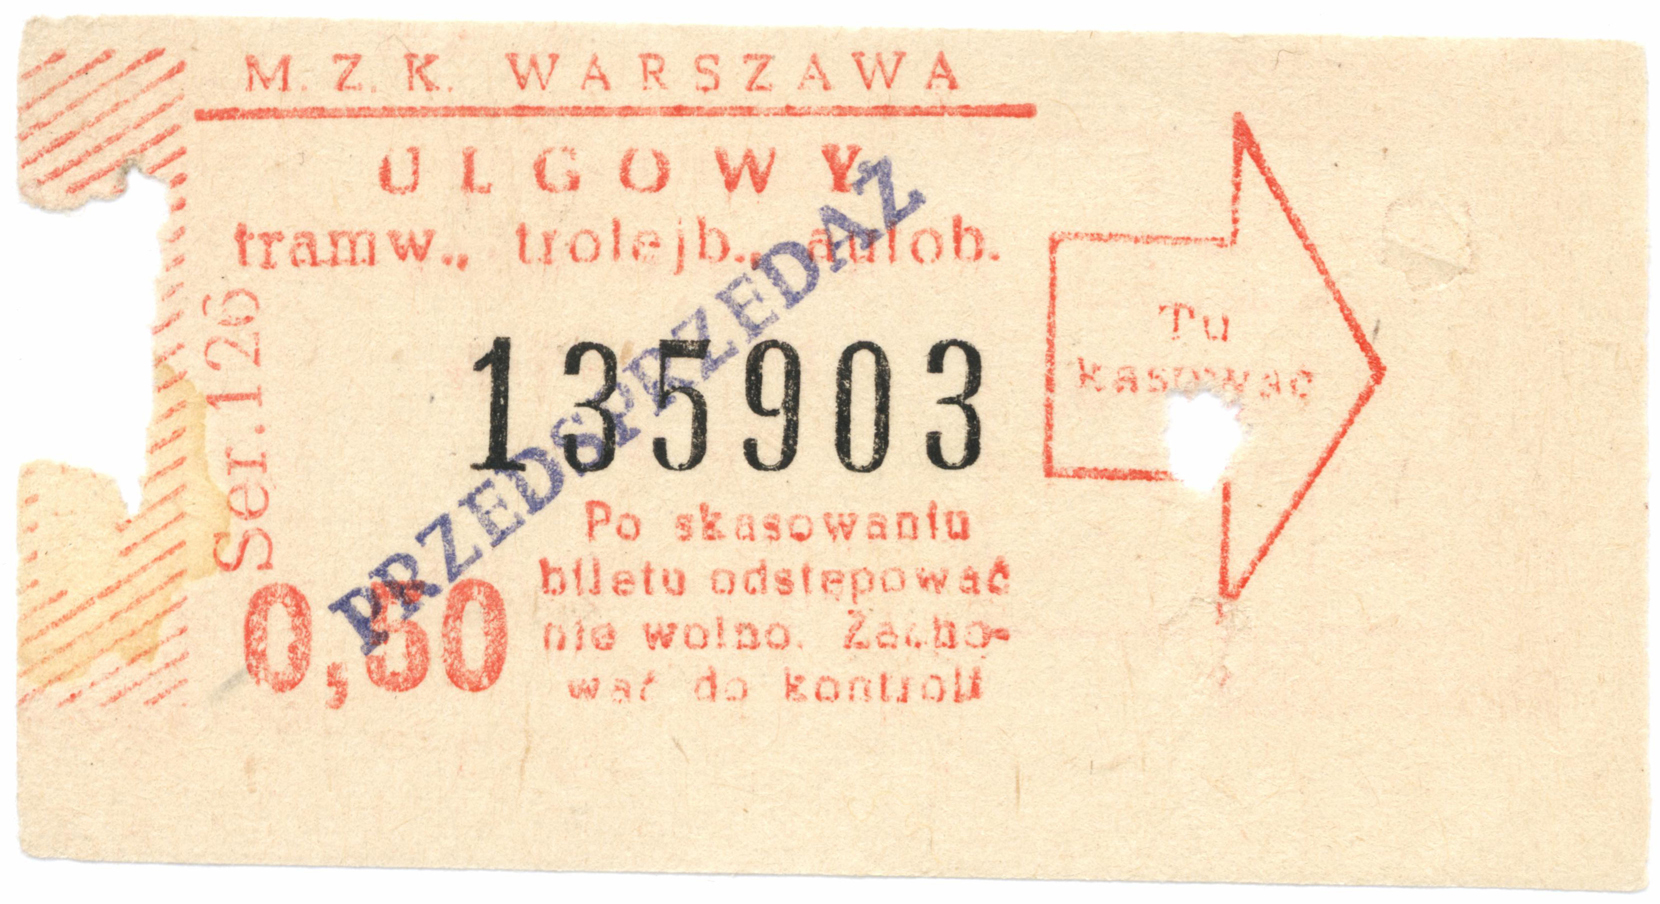 M. Z. K. WARSZAWA
ULGOWY
tramw., trolejb., autob.
Ser. 126
135903
PRZEDSPRZEDAŻ
0,50
Po skasowaniu
biletu odstępować
nie wolno. Zacho-
wać do kontroli
Tu
kasować